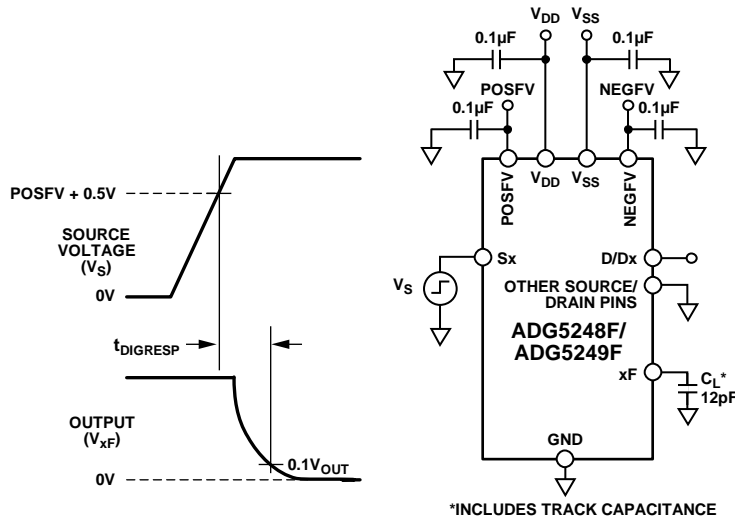 POSFV + 0.5V
SOURCE
VOLTAGE
(VS)
0V
tDIGRESP
OUTPUT
(VxF)
0V
0.1VOUT
VDD
VSS
0.1µF
0.1µF
POSFV
NEGFV
0.1µF
0.1µF
POSFV
VDD
VSS
NEGFV
VS
Sx
D/Dx
OTHER SOURCE/
DRAIN PINS
ADG5248F/
ADG5249F
xF
CL*
12pF
GND
*INCLUDES TRACK CAPACITANCE